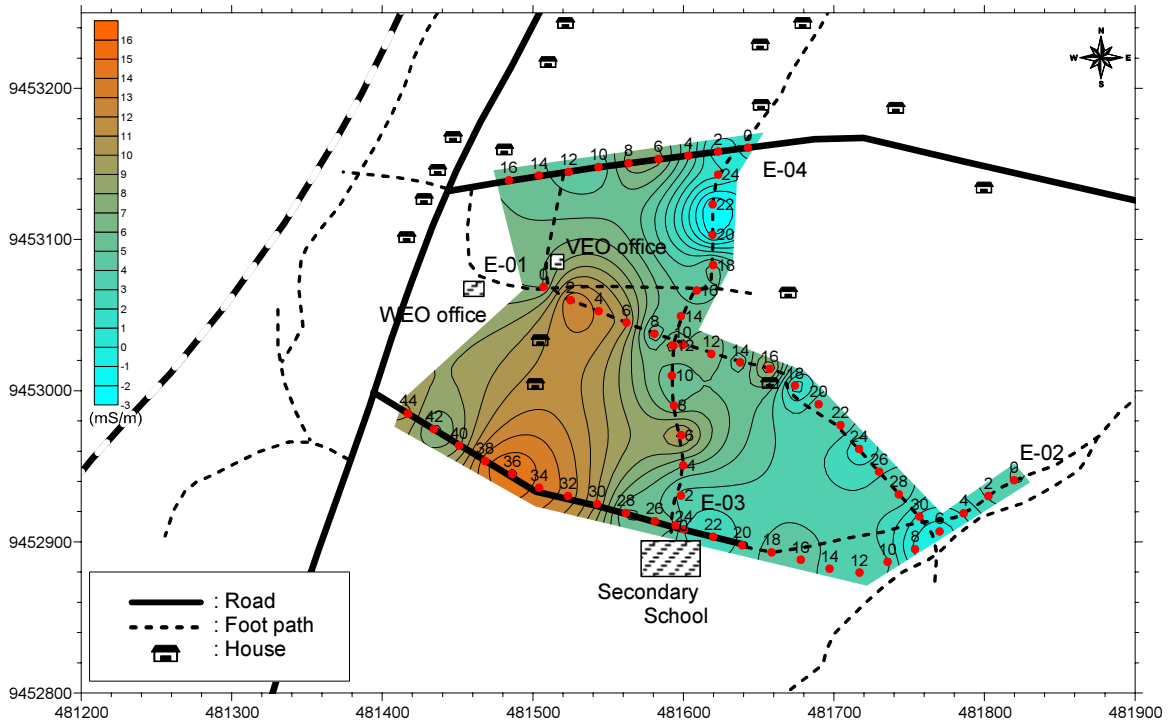 16
15
14
13
11
10
9
8
7
6
5
4
3
2
1
0
-1
-2
-3
(mS/m)
N
W E
S
9453200
9453100
9453000
9452900
9452800
481200 481300 481400 481500 481600 481700 481800 481900
16 14 12 10 8 6 4 2 0
E-04
24
22
20
18
16
14
12
10
8
6
4
2
0
E-03
VEO office
E-01
WEO office
0 2 4 6 8 10 12 14 16 18 20 22 24 26 28 30
E-02
0 2 4 6 8 10 12 14 16 18 20 22 24 26 28 30 32 34 36 38 40 42 44
Secondary
School
: Road
: Foot path
: House